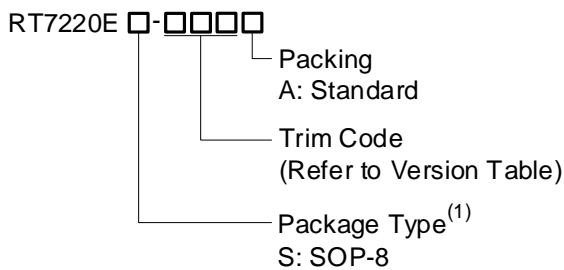 RT7220E □-□□□□
Packing
A: Standard
Trim Code
(Refer to Version Table)
Package Type(1)
S: SOP-8